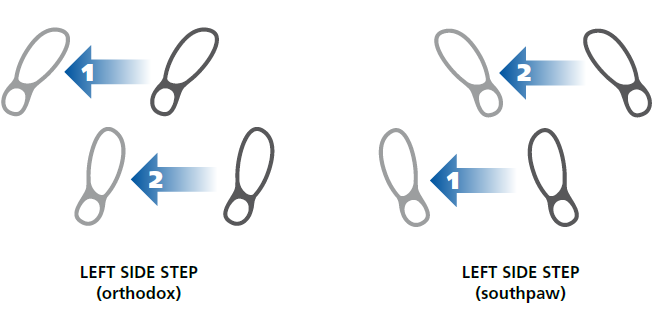 1
2
2
1
LEFT SIDE STEP
(orthodox)
LEFT SIDE STEP
(southpaw)